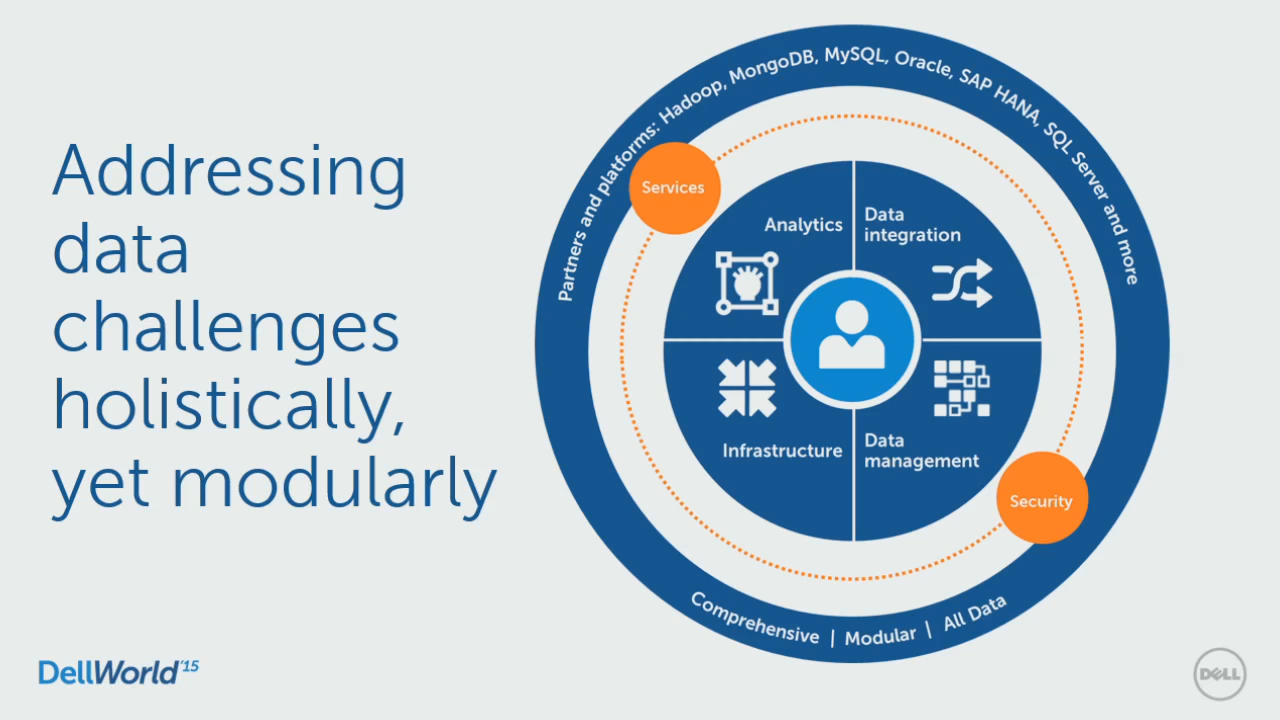 Addressing
data
challenges
holistically,
yet modularly
Partners and platforms: Hadoop, MongoDB, MySQL, Oracle, SAP HANA, SQL Server and more
Services
Analytics
Data
integration
Infrastructure
Data
management
Security
Comprehensive | Modular | All Data
DellWorld'15
DELL